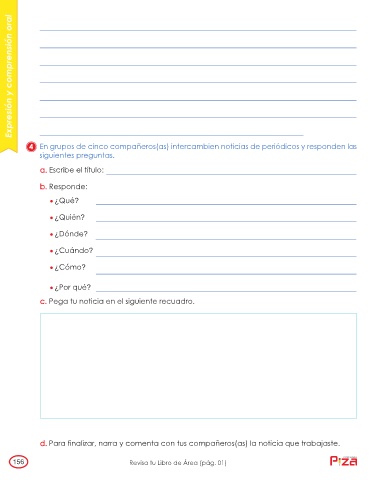 Expresión y comprensión oral
4 En grupos de cinco compañeros(as) intercambien noticias de periódicos y responden las
siguientes preguntas.
a. Escribe el título:
b. Responde:
• ¿Qué?
• ¿Quién?
• ¿Dónde?
• ¿Cuándo?
• ¿Cómo?
• ¿Por qué?
c. Pega tu noticia en el siguiente recuadro.
d. Para finalizar, narra y comenta con tus compañeros(as) la noticia que trabajaste.
156
Revisa tu Libro de Área (pág. 01)